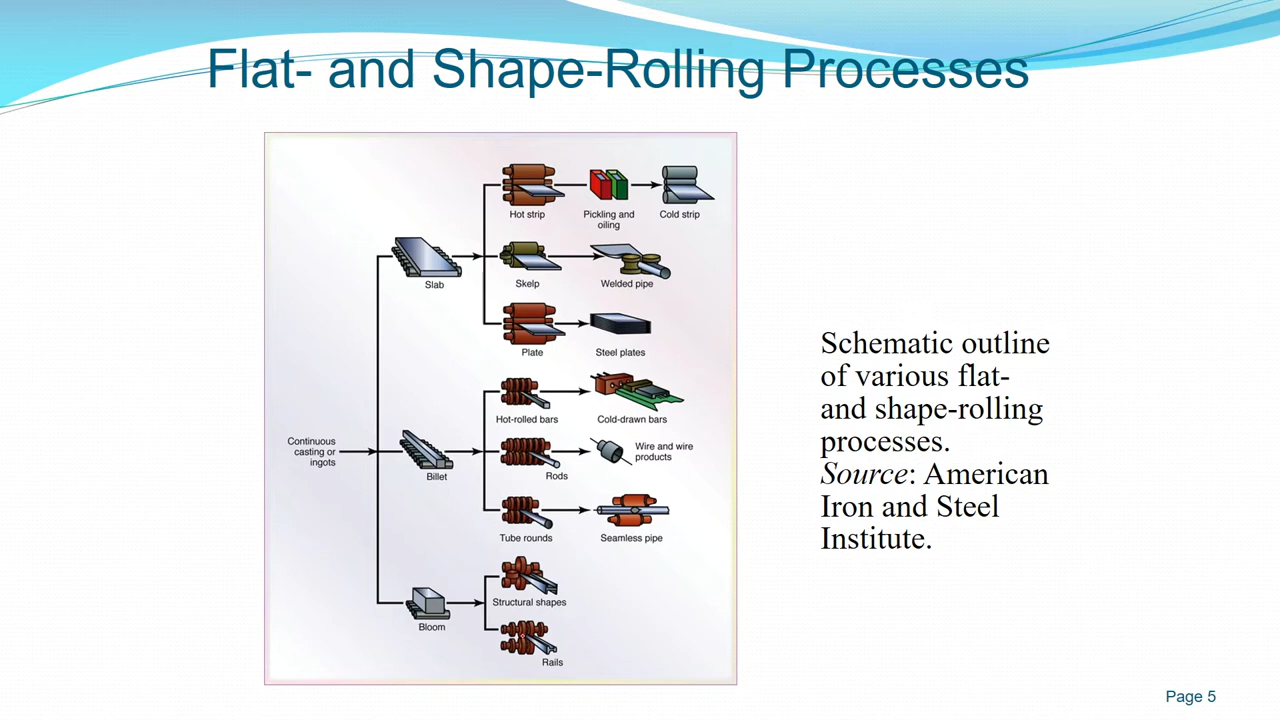 Flat- and Shape-Rolling Processes
Hot strip
Pickling and
oiling
Cold strip
Slab
Skelp
Welded pipe
Plate
Steel plates
Hot-rolled bars
Cold-drawn bars
Continuous
casting or
ingots
Billet
Rods
Wire and wire
products
Tube rounds
Seamless pipe
Bloom
Structural shapes
Rails
Schematic outline
of various flat-
and shape-rolling
processes.
Source: American
Iron and Steel
Institute.
Page 5